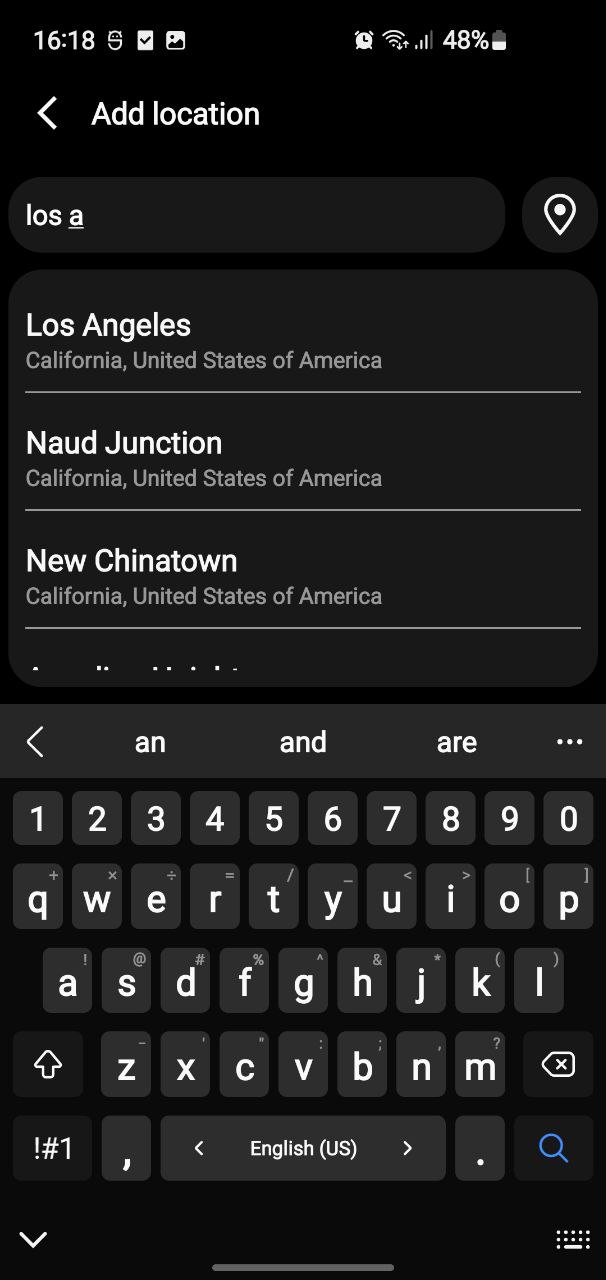 16:18 48%
Add location
los a
Los Angeles
California, United States of America
Naud Junction
California, United States of America
New Chinatown
California, United States of America
an and are ...
1 2 3 4 5 6 7 8 9 0
+ × ÷ = / _ < > [ ]
q w e r t y u i o p
! @ # % ^ & * ( )
a s d f g h j k l
- ' " : ; , ?
z x c v b n m
!#1 , < English (US) > .